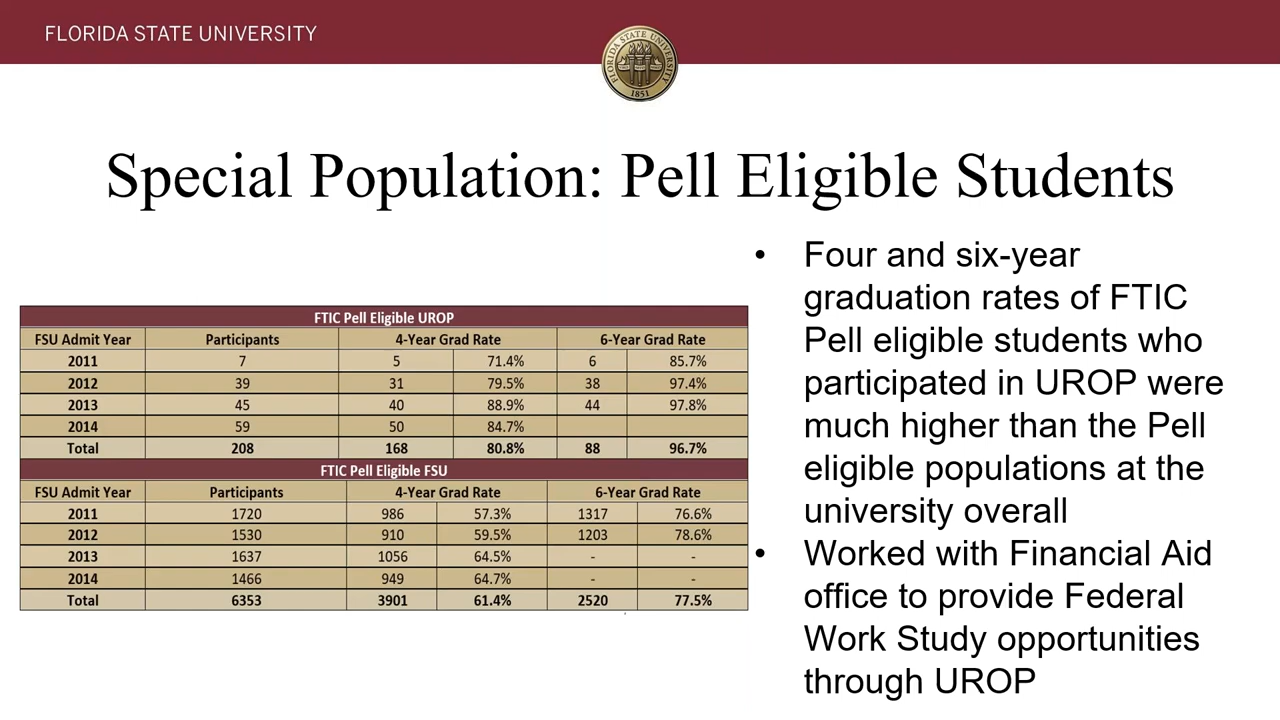 FLORIDA STATE UNIVERSITY
FLORIDA STATE UNIVERSITY
1851
Special Population: Pell Eligible Students
FTIC Pell Eligible UROP
FSU Admit Year Participants 4-Year Grad Rate 6-Year Grad Rate
2011 7 5 71.4% 6 85.7%
2012 39 31 79.5% 38 97.4%
2013 45 40 88.9% 44 97.8%
2014 59 50 84.7%
Total 208 168 80.8% 88 96.7%
FTIC Pell Eligible FSU
FSU Admit Year Participants 4-Year Grad Rate 6-Year Grad Rate
2011 1720 986 57.3% 1317 76.6%
2012 1530 910 59.5% 1203 78.6%
2013 1637 1056 64.5% - -
2014 1466 949 64.7% - -
Total 6353 3901 61.4% 2520 77.5%
• Four and six-year
graduation rates of FTIC
Pell eligible students who
participated in UROP were
much higher than the Pell
eligible populations at the
university overall
• Worked with Financial Aid
office to provide Federal
Work Study opportunities
through UROP